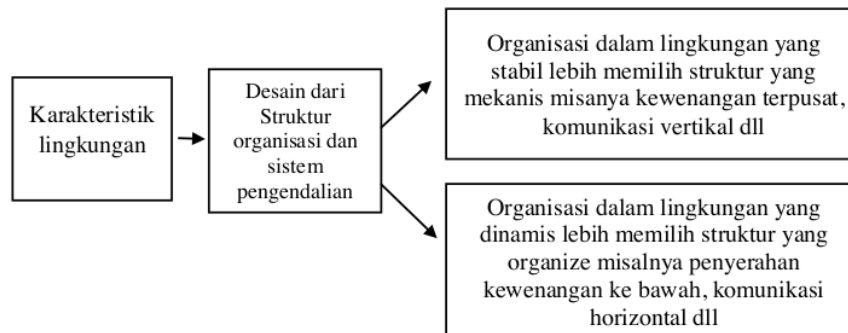 Karakteristik
lingkungan
Desain dari
Struktur
organisasi dan
sistem
pengendalian
Organisasi dalam lingkungan yang
stabil lebih memilih struktur yang
mekanis misanya kewenangan terpusat,
komunikasi vertikal dll
Organisasi dalam lingkungan yang
dinamis lebih memilih struktur yang
organize misalnya penyerahan
kewenangan ke bawah, komunikasi
horizontal dll